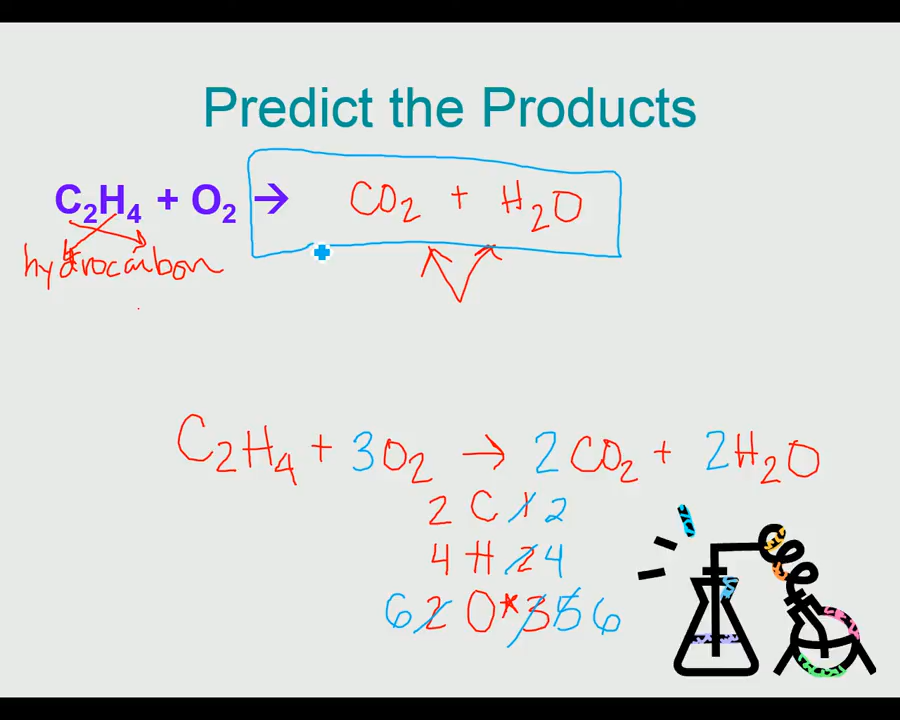 Predict the Products
C₂H₄ + O₂ → CO₂ + H₂O
hydrocarbon
C₂H₄ + 3O₂ → 2CO₂ + 2H₂O
2 C 1 2
4 H 2 4
6 2 O* 3 5 6